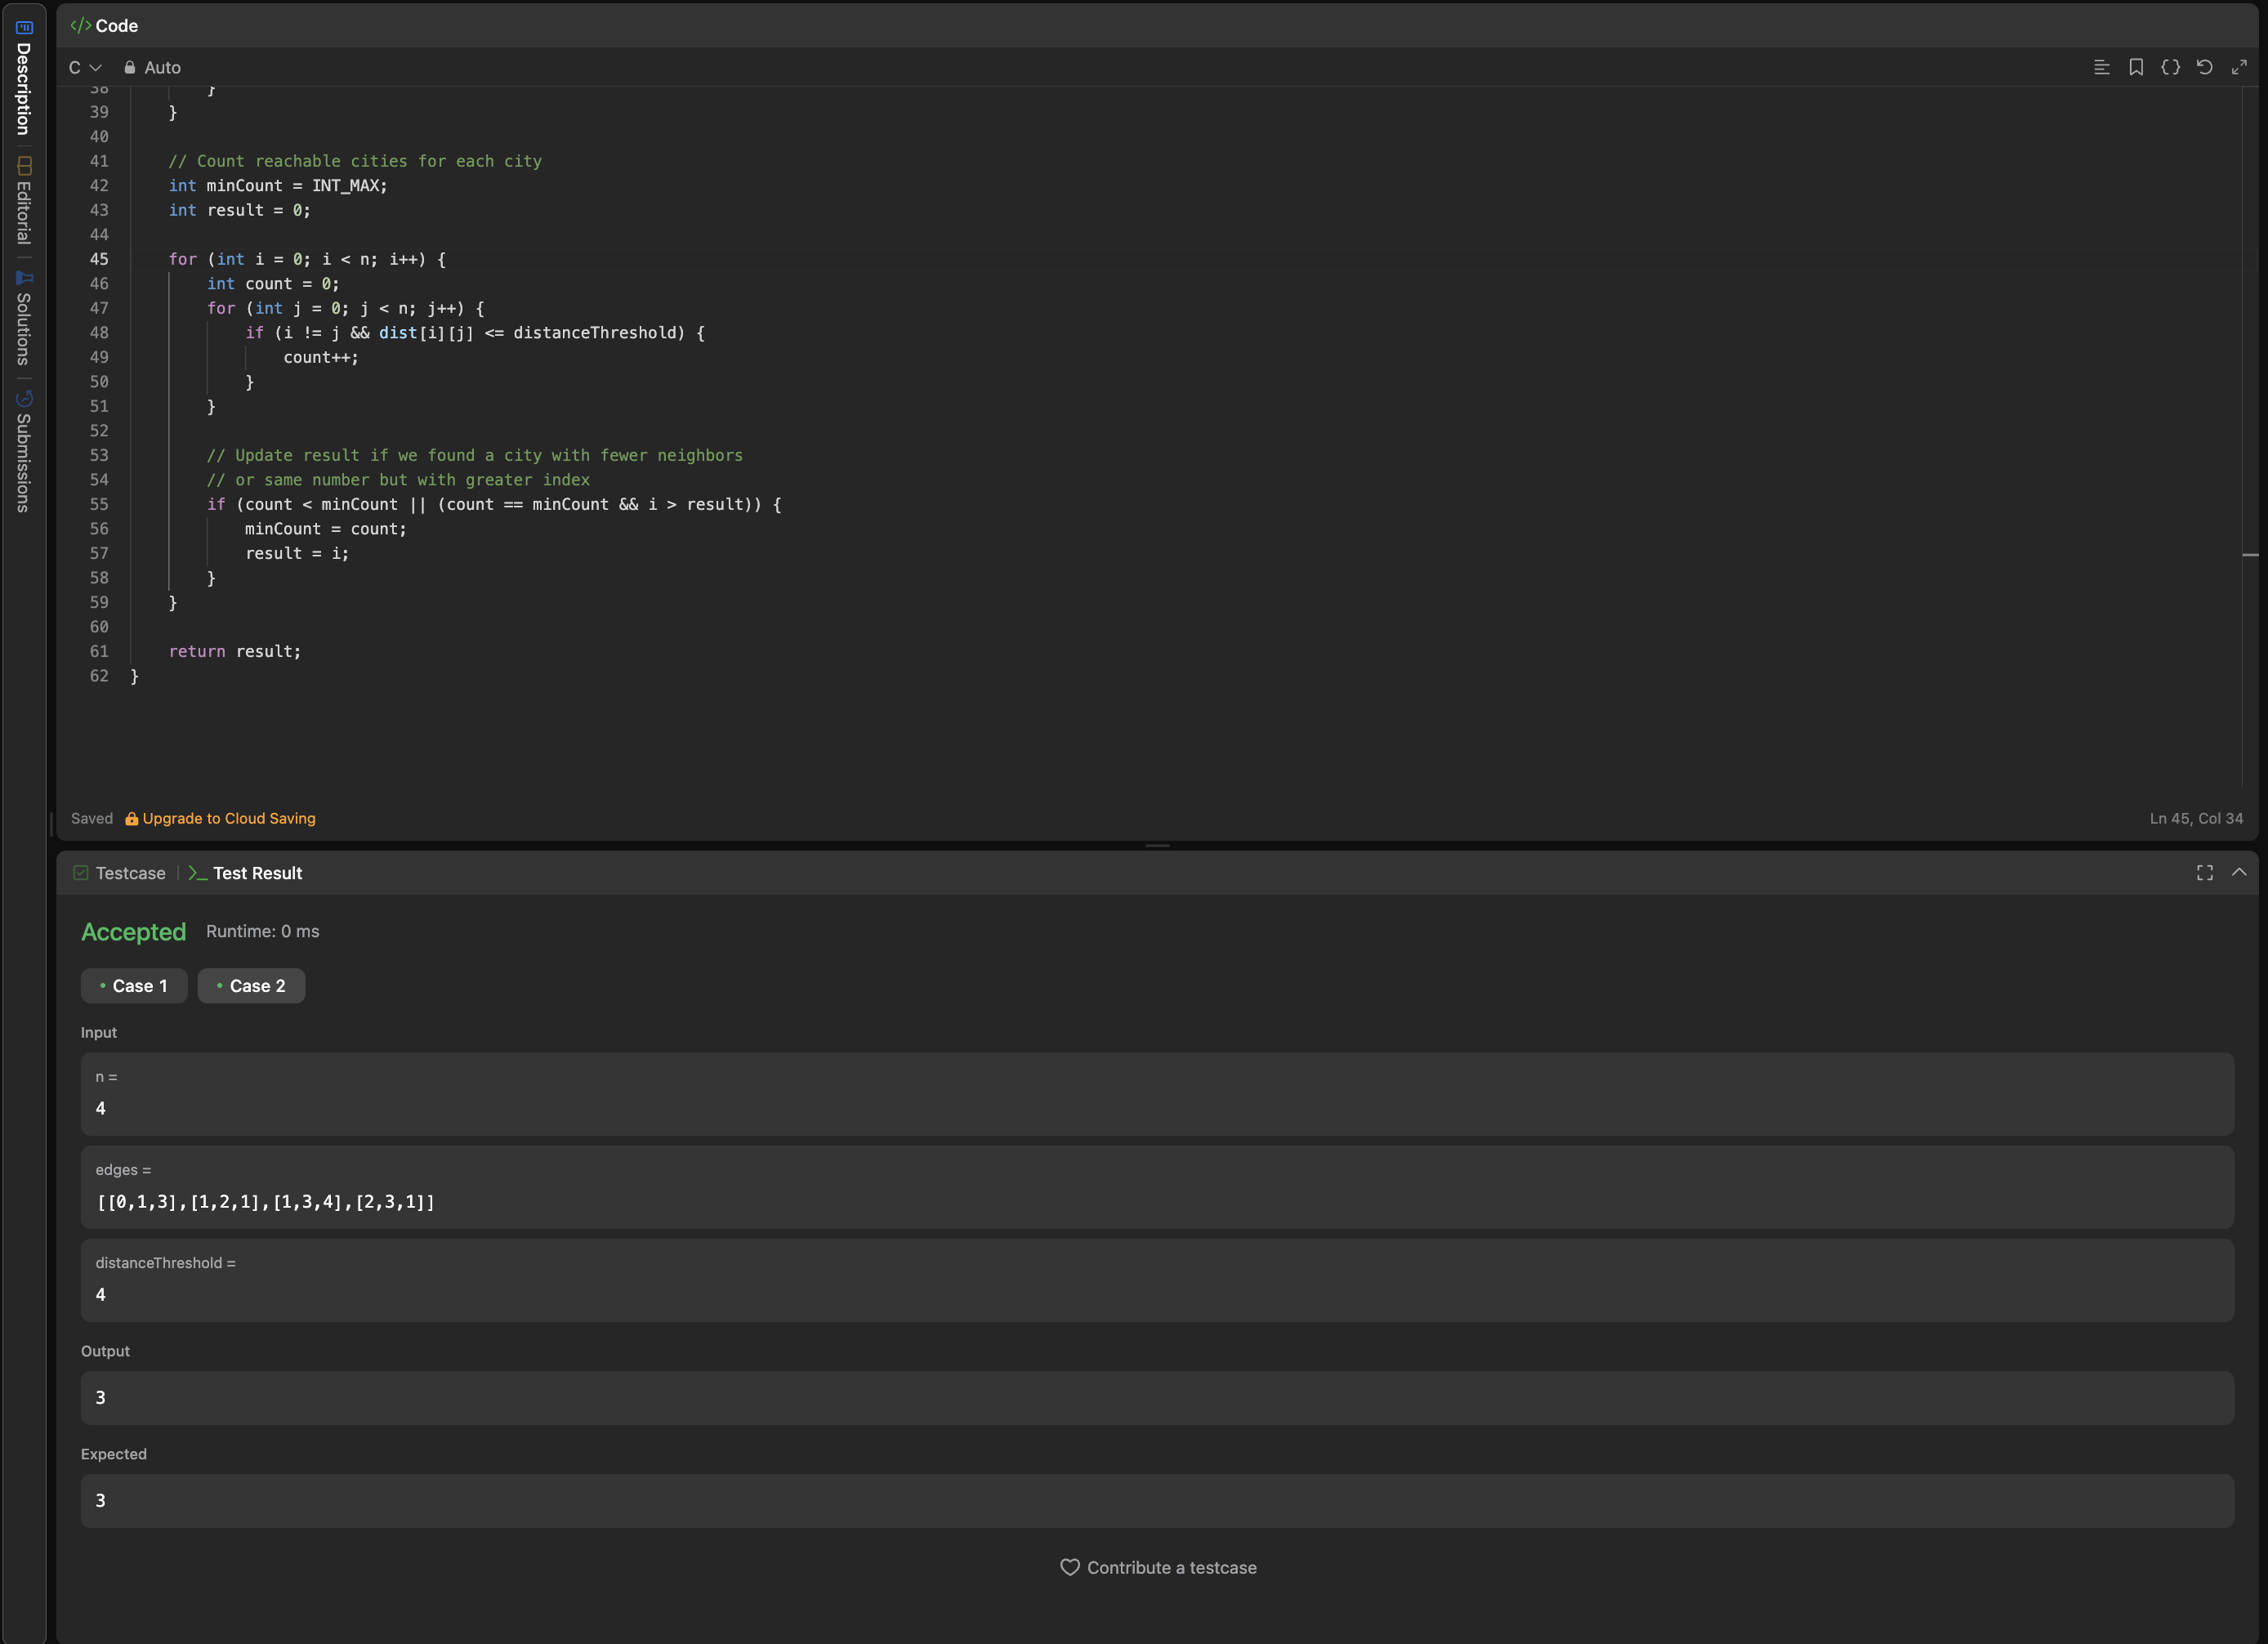 Description
Editorial
Solutions
Submissions
</> Code
C Auto
38 }
39 }
40
41 // Count reachable cities for each city
42 int minCount = INT_MAX;
43 int result = 0;
44
45 for (int i = 0; i < n; i++) {
46 int count = 0;
47 for (int j = 0; j < n; j++) {
48 if (i != j && dist[i][j] <= distanceThreshold) {
49 count++;
50 }
51 }
52
53 // Update result if we found a city with fewer neighbors
54 // or same number but with greater index
55 if (count < minCount || (count == minCount && i > result)) {
56 minCount = count;
57 result = i;
58 }
59 }
60
61 return result;
62 }
Saved Upgrade to Cloud Saving Ln 45, Col 34
Testcase | >_ Test Result
Accepted Runtime: 0 ms
• Case 1 • Case 2
Input
n =
4
edges =
[[0,1,3],[1,2,1],[1,3,4],[2,3,1]]
distanceThreshold =
4
Output
3
Expected
3
Contribute a testcase